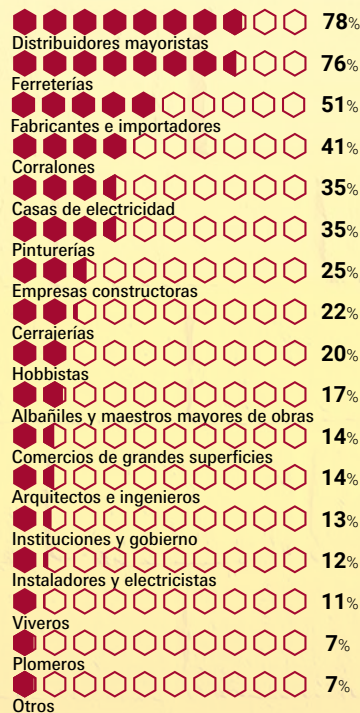 78%
Distribuidores mayoristas
76%
Ferreterías
51%
Fabricantes e importadores
41%
Corralones
35%
Casas de electricidad
35%
Pinturerías
25%
Empresas constructoras
22%
Cerrajerías
20%
Hobbistas
17%
Albañiles y maestros mayores de obras
14%
Comercios de grandes superficies
14%
Arquitectos e ingenieros
13%
Instituciones y gobierno
12%
Instaladores y electricistas
11%
Viveros
7%
Plomeros
7%
Otros